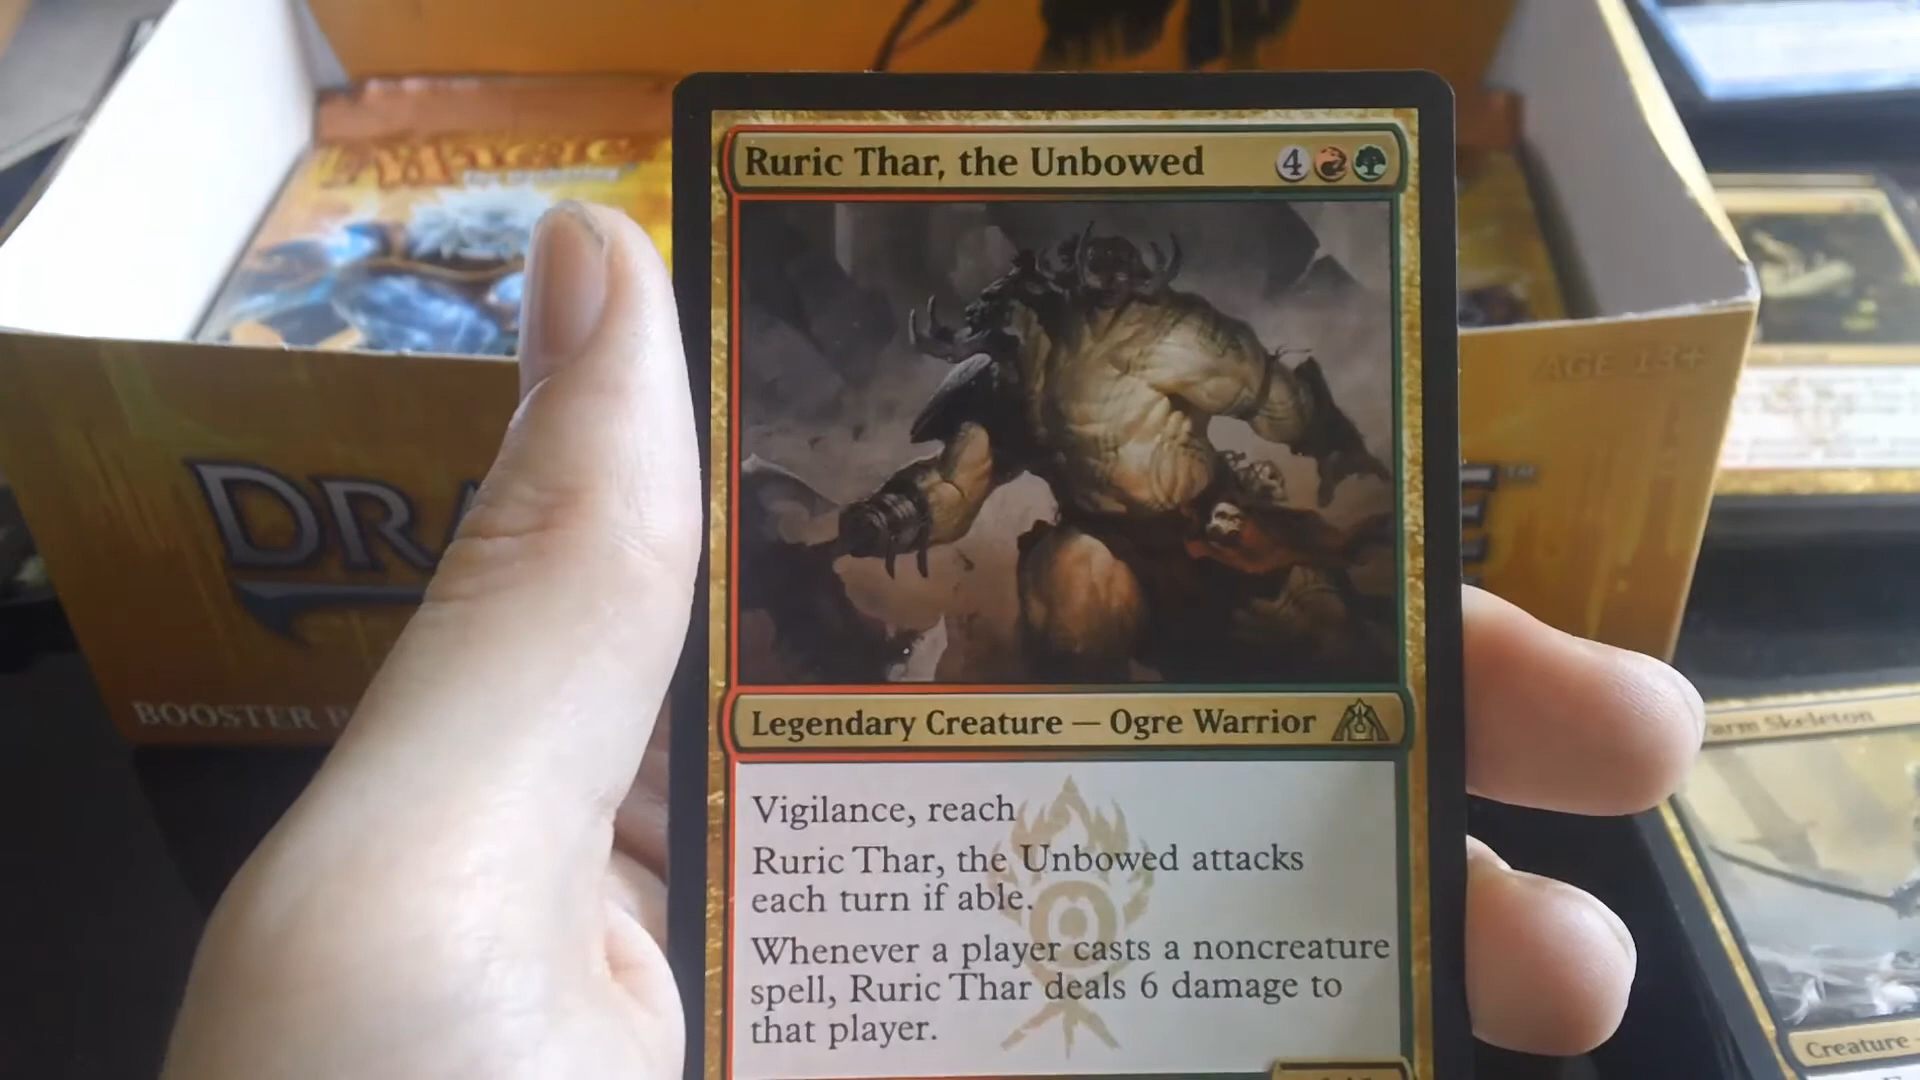 MAGIC
AGE 13+
DRA
BOOSTER P
Ruric Thar, the Unbowed 4
Legendary Creature — Ogre Warrior
Vigilance, reach
Ruric Thar, the Unbowed attacks
each turn if able.
Whenever a player casts a noncreature
spell, Ruric Thar deals 6 damage to
that player.
arm Skeleton
Creature -